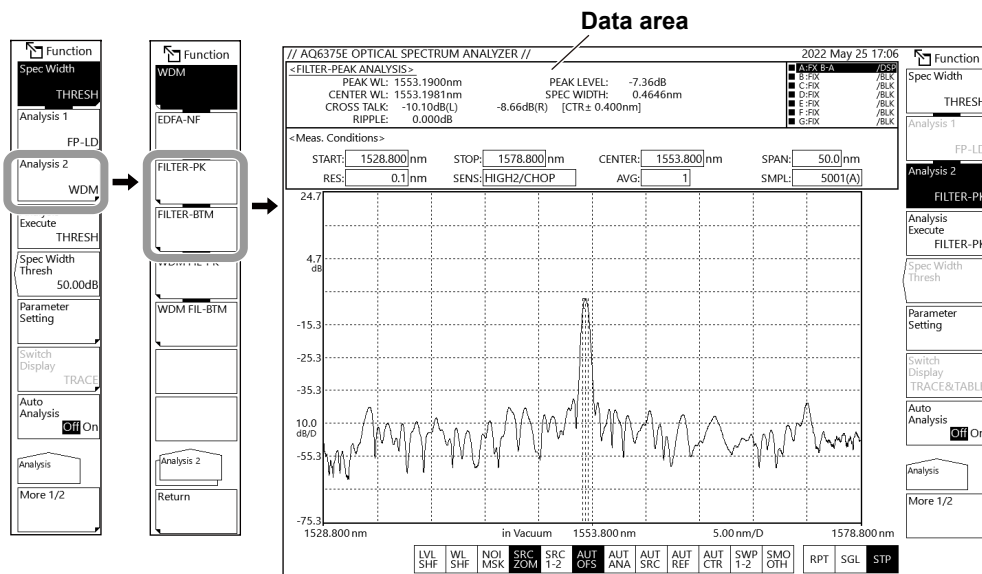 Data area
Function
Spec Width
THRESH
Analysis 1
FP-LD
Analysis 2
WDM
Execute
THRESH
Spec Width
Thresh
50.00dB
Parameter
Setting
Switch
Display
TRACE
Auto
Analysis
Off On
Analysis
More 1/2
Function
WDM
EDFA-NF
FILTER-PK
FILTER-BTM
WDM FIL-PK
WDM FIL-BTM
Analysis 2
Return
// AQ6375E OPTICAL SPECTRUM ANALYZER // 2022 May 25 17:06
<FILTER-PEAK ANALYSIS>
PEAK WL: 1553.1900nm PEAK LEVEL: -7.36dB
CENTER WL: 1553.1981nm SPEC WIDTH: 0.4646nm
CROSS TALK: -10.10dB(L) -8.66dB(R) [CTR± 0.400nm]
RIPPLE: 0.000dB
A:FX B-A /DSP
B:FIX /BLK
C:FIX /BLK
D:FIX /BLK
E:FIX /BLK
F:FIX /BLK
G:FIX /BLK
<Meas. Conditions>
START: 1528.800 nm STOP: 1578.800 nm CENTER: 1553.800 nm SPAN: 50.0 nm
RES: 0.1 nm SENS: HIGH2/CHOP AVG: 1 SMPL: 5001(A)
24.7
4.7
dB
-15.3
-25.3
-35.3
10.0
dB/D
-55.3
-75.3
1528.800nm in Vacuum 1553.800 nm 5.00nm/D 1578.800nm
LVL SHF WL SHF NOI MSK SRC ZOM SRC 1-2 AUT OFS AUT ANA AUT SRC AUT REF AUT CTR SWP 1-2 SMO OTH RPT SGL STP
Function
Spec Width
THRESH
Analysis 1
FP-LD
Analysis 2
FILTER-PK
Analysis
Execute
FILTER-PK
Spec Width
Thresh
Parameter
Setting
Switch
Display
TRACE&TABLE
Auto
Analysis
Off On
Analysis
More 1/2